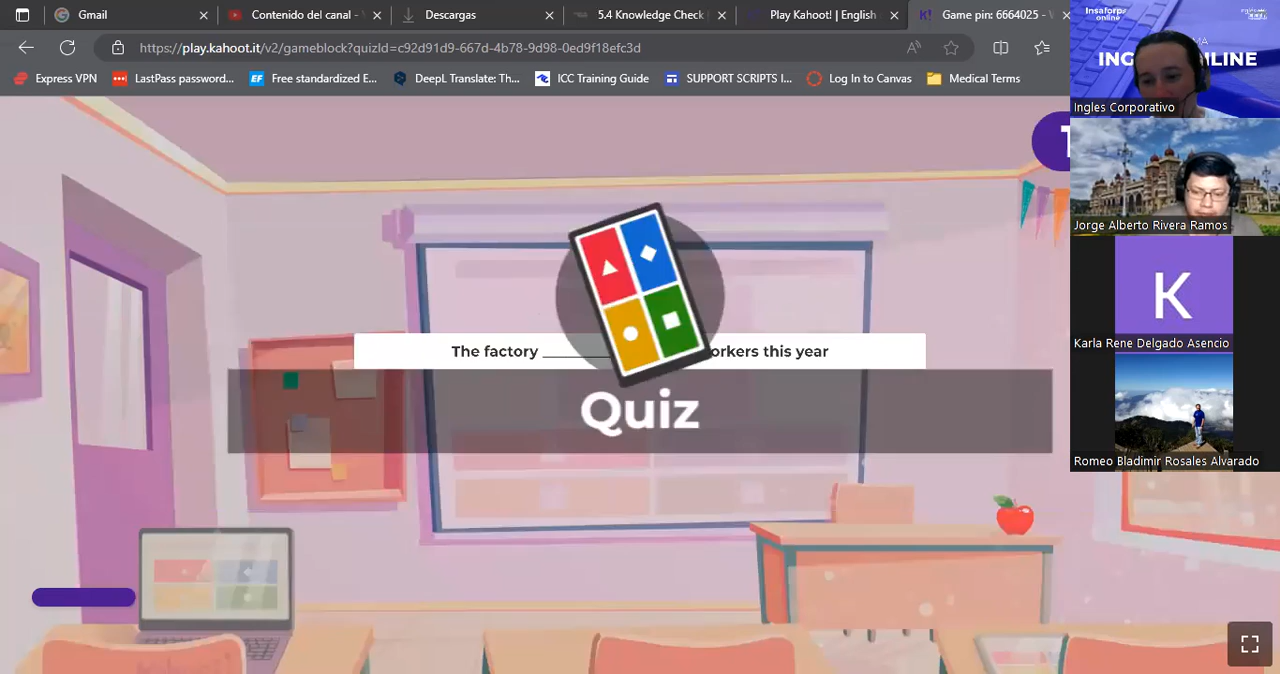 Gmail
Contenido del canal -
Descargas
5.4 Knowledge Check
Play Kahoot! | English
Game pin: 6664025 -
https://play.kahoot.it/v2/gameblock?quizId=c92d91d9-667d-4b78-9d98-0ed9f18efc3d
Express VPN
LastPass password...
Free standardized E...
DeepL Translate: Th...
ICC Training Guide
SUPPORT SCRIPTS I...
Log In to Canvas
Medical Terms
Insaforp
online
Ingles Corporativo
Jorge Alberto Rivera Ramos
K
Karla Rene Delgado Asencio
Romeo Bladimir Rosales Alvarado
The factory ________ orkers this year
Quiz